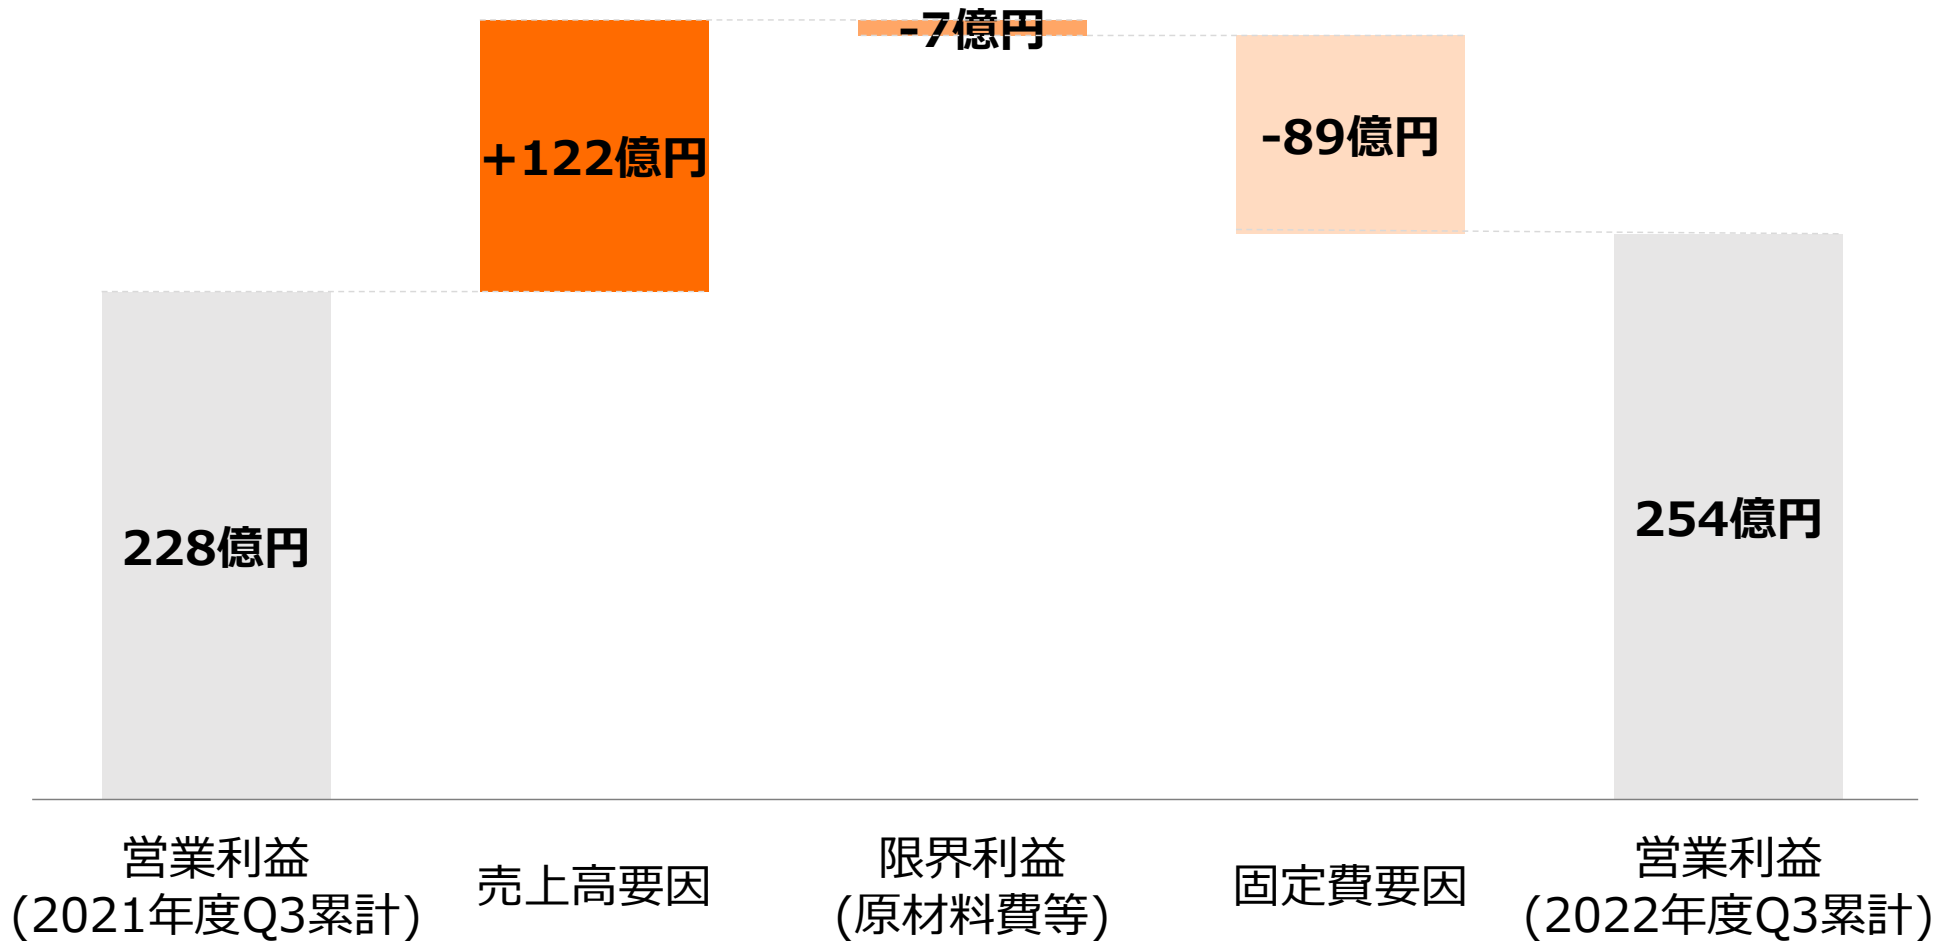 -7億円
+122億円
-89億円
228億円
254億円
営業利益
(2021年度Q3累計)
売上高要因
限界利益
(原材料費等)
固定費要因
営業利益
(2022年度Q3累計)